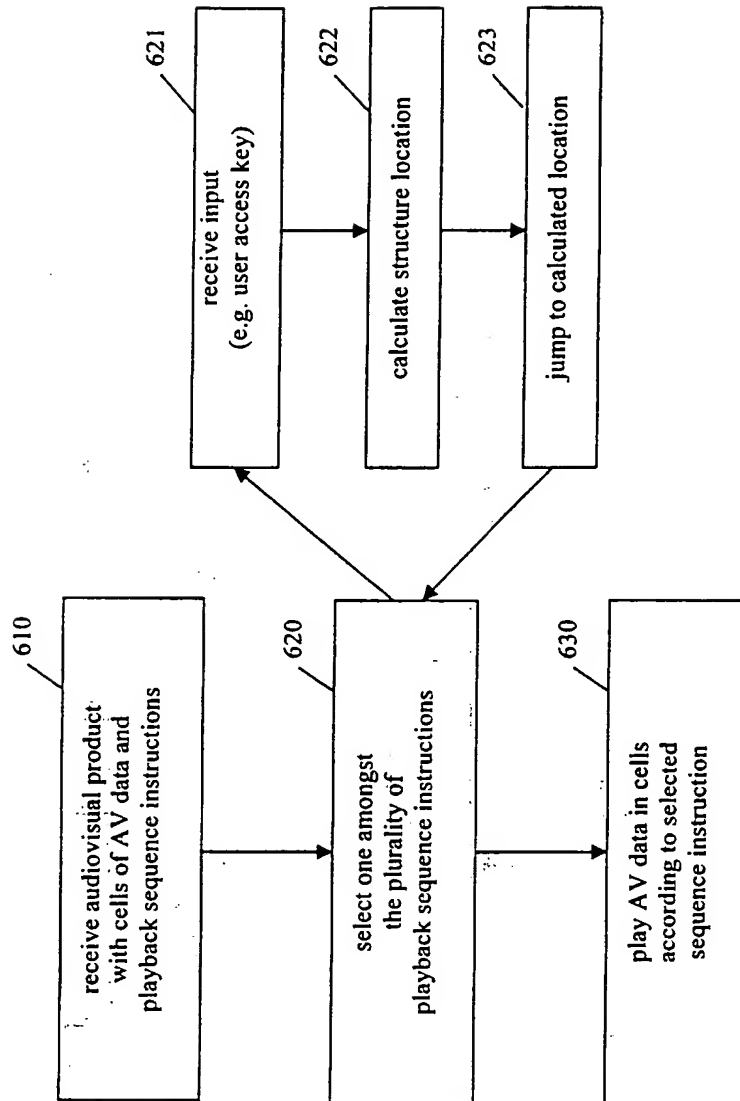 610
receive audiovisual product
with cells of AV data and
playback sequence instructions
620
select one amongst
the plurality of
playback sequence instructions
630
play AV data in cells
according to selected
sequence instruction
621
receive input
(e.g. user access key)
622
calculate structure location
623
jump to calculated location